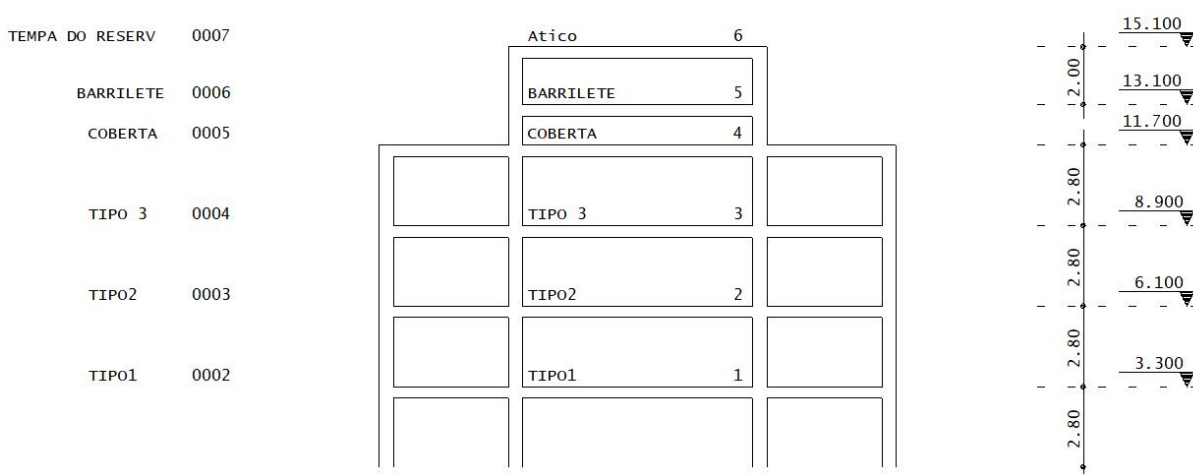 TEMPA DO RESERV 0007 Atico 6 15.100
2.00
BARRILETE 0006 BARRILETE 5 13.100
COBERTA 0005 COBERTA 4 11.700
2.80
TIPO 3 0004 TIPO 3 3 8.900
2.80
TIPO2 0003 TIPO2 2 6.100
2.80
TIPO1 0002 TIPO1 1 3.300
2.80